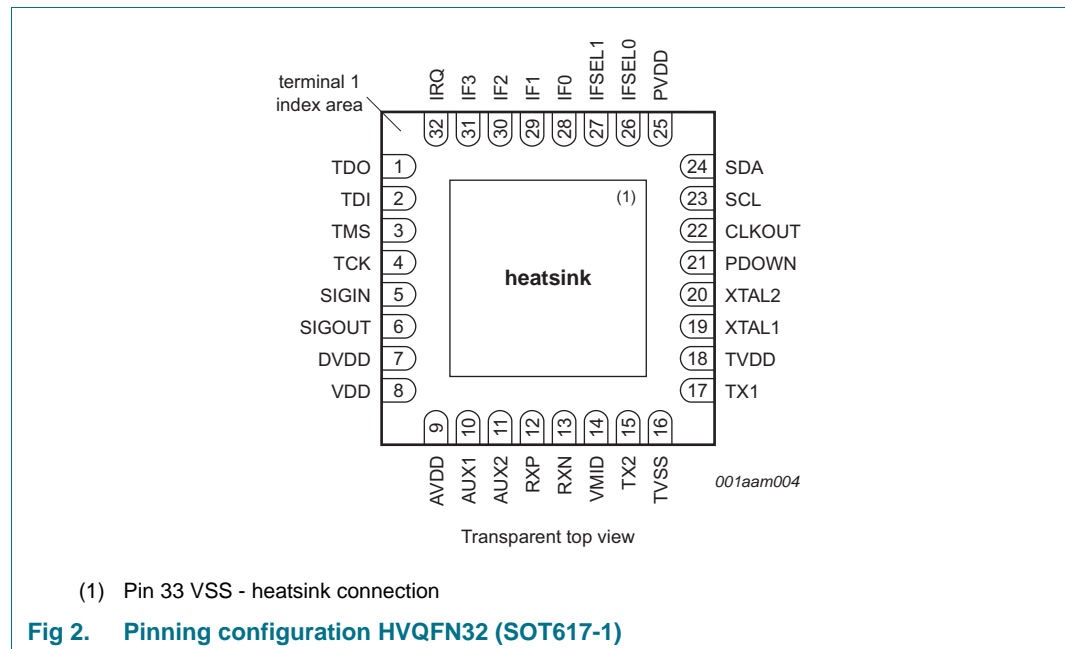 terminal 1
index area
IRQ
IF3
IF2
IF1
IF0
IFSEL1
IFSEL0
PVDD
32
31
30
29
28
27
26
25
TDO 1
TDI 2
TMS 3
TCK 4
SIGIN 5
SIGOUT 6
DVDD 7
VDD 8
(1)
heatsink
24 SDA
23 SCL
22 CLKOUT
21 PDOWN
20 XTAL2
19 XTAL1
18 TVDD
17 TX1
9
10
11
12
13
14
15
16
AVDD
AUX1
AUX2
RXP
RXN
VMID
TX2
TVSS
001aam004
Transparent top view
(1) Pin 33 VSS - heatsink connection
Fig 2. Pinning configuration HVQFN32 (SOT617-1)